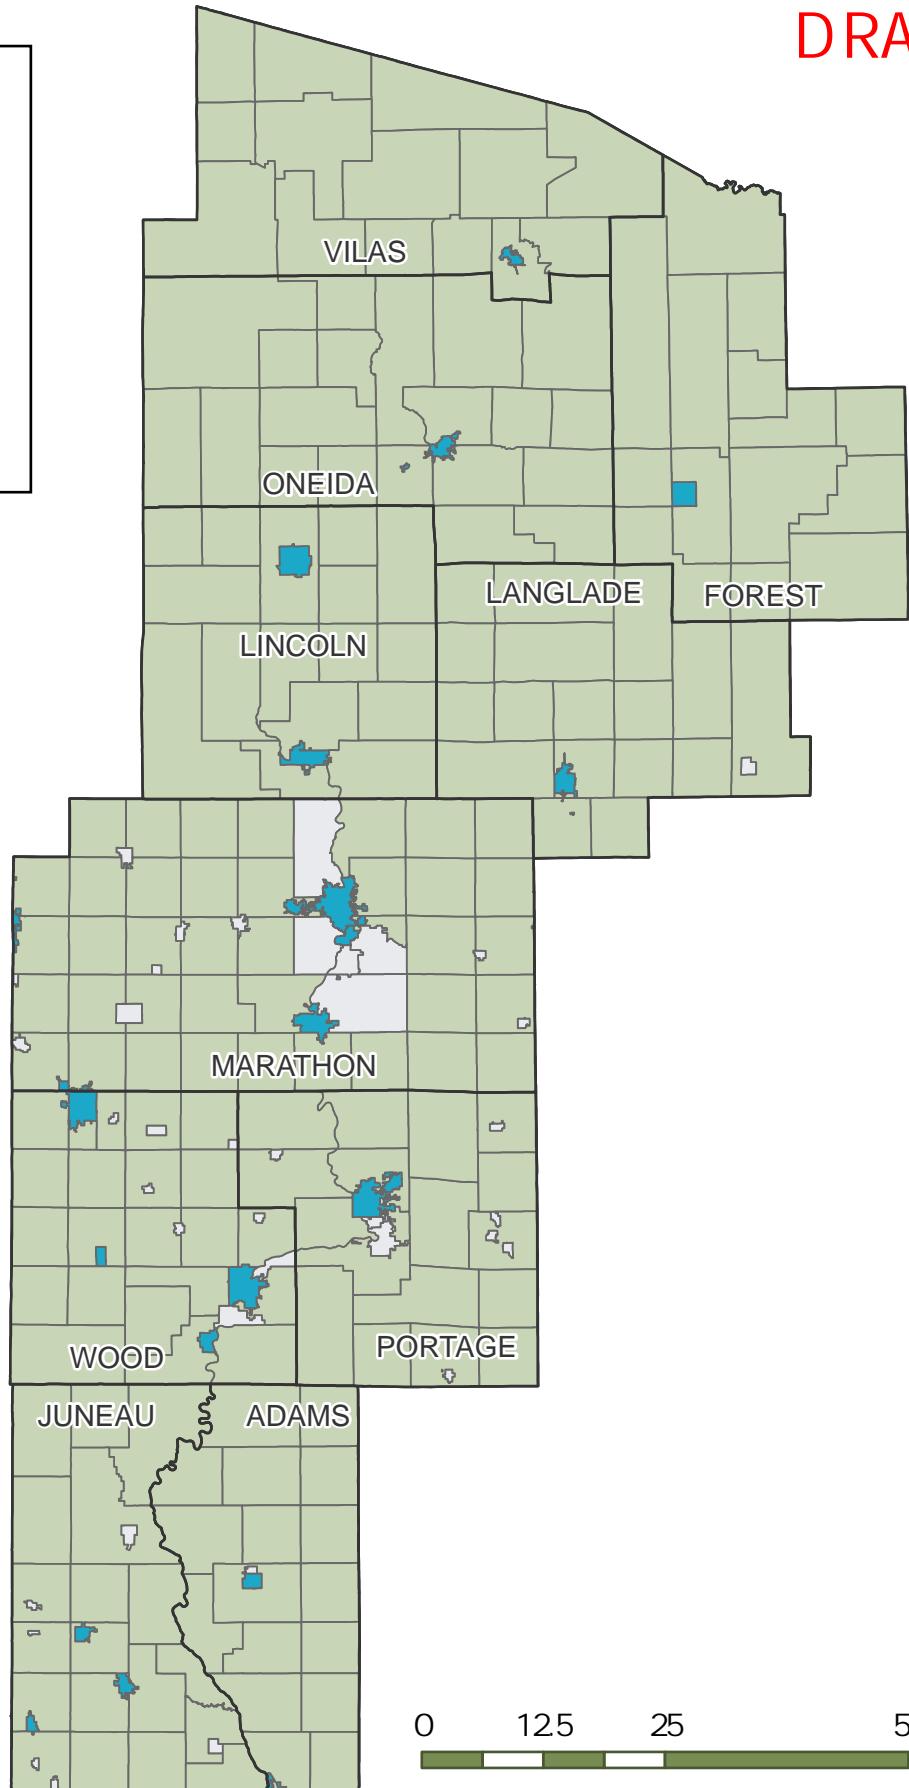 DRA
VILAS
ONEIDA
LANGLADE
FOREST
LINCOLN
MARATHON
PORTAGE
WOOD
JUNEAU
ADAMS
0 12.5 25 5